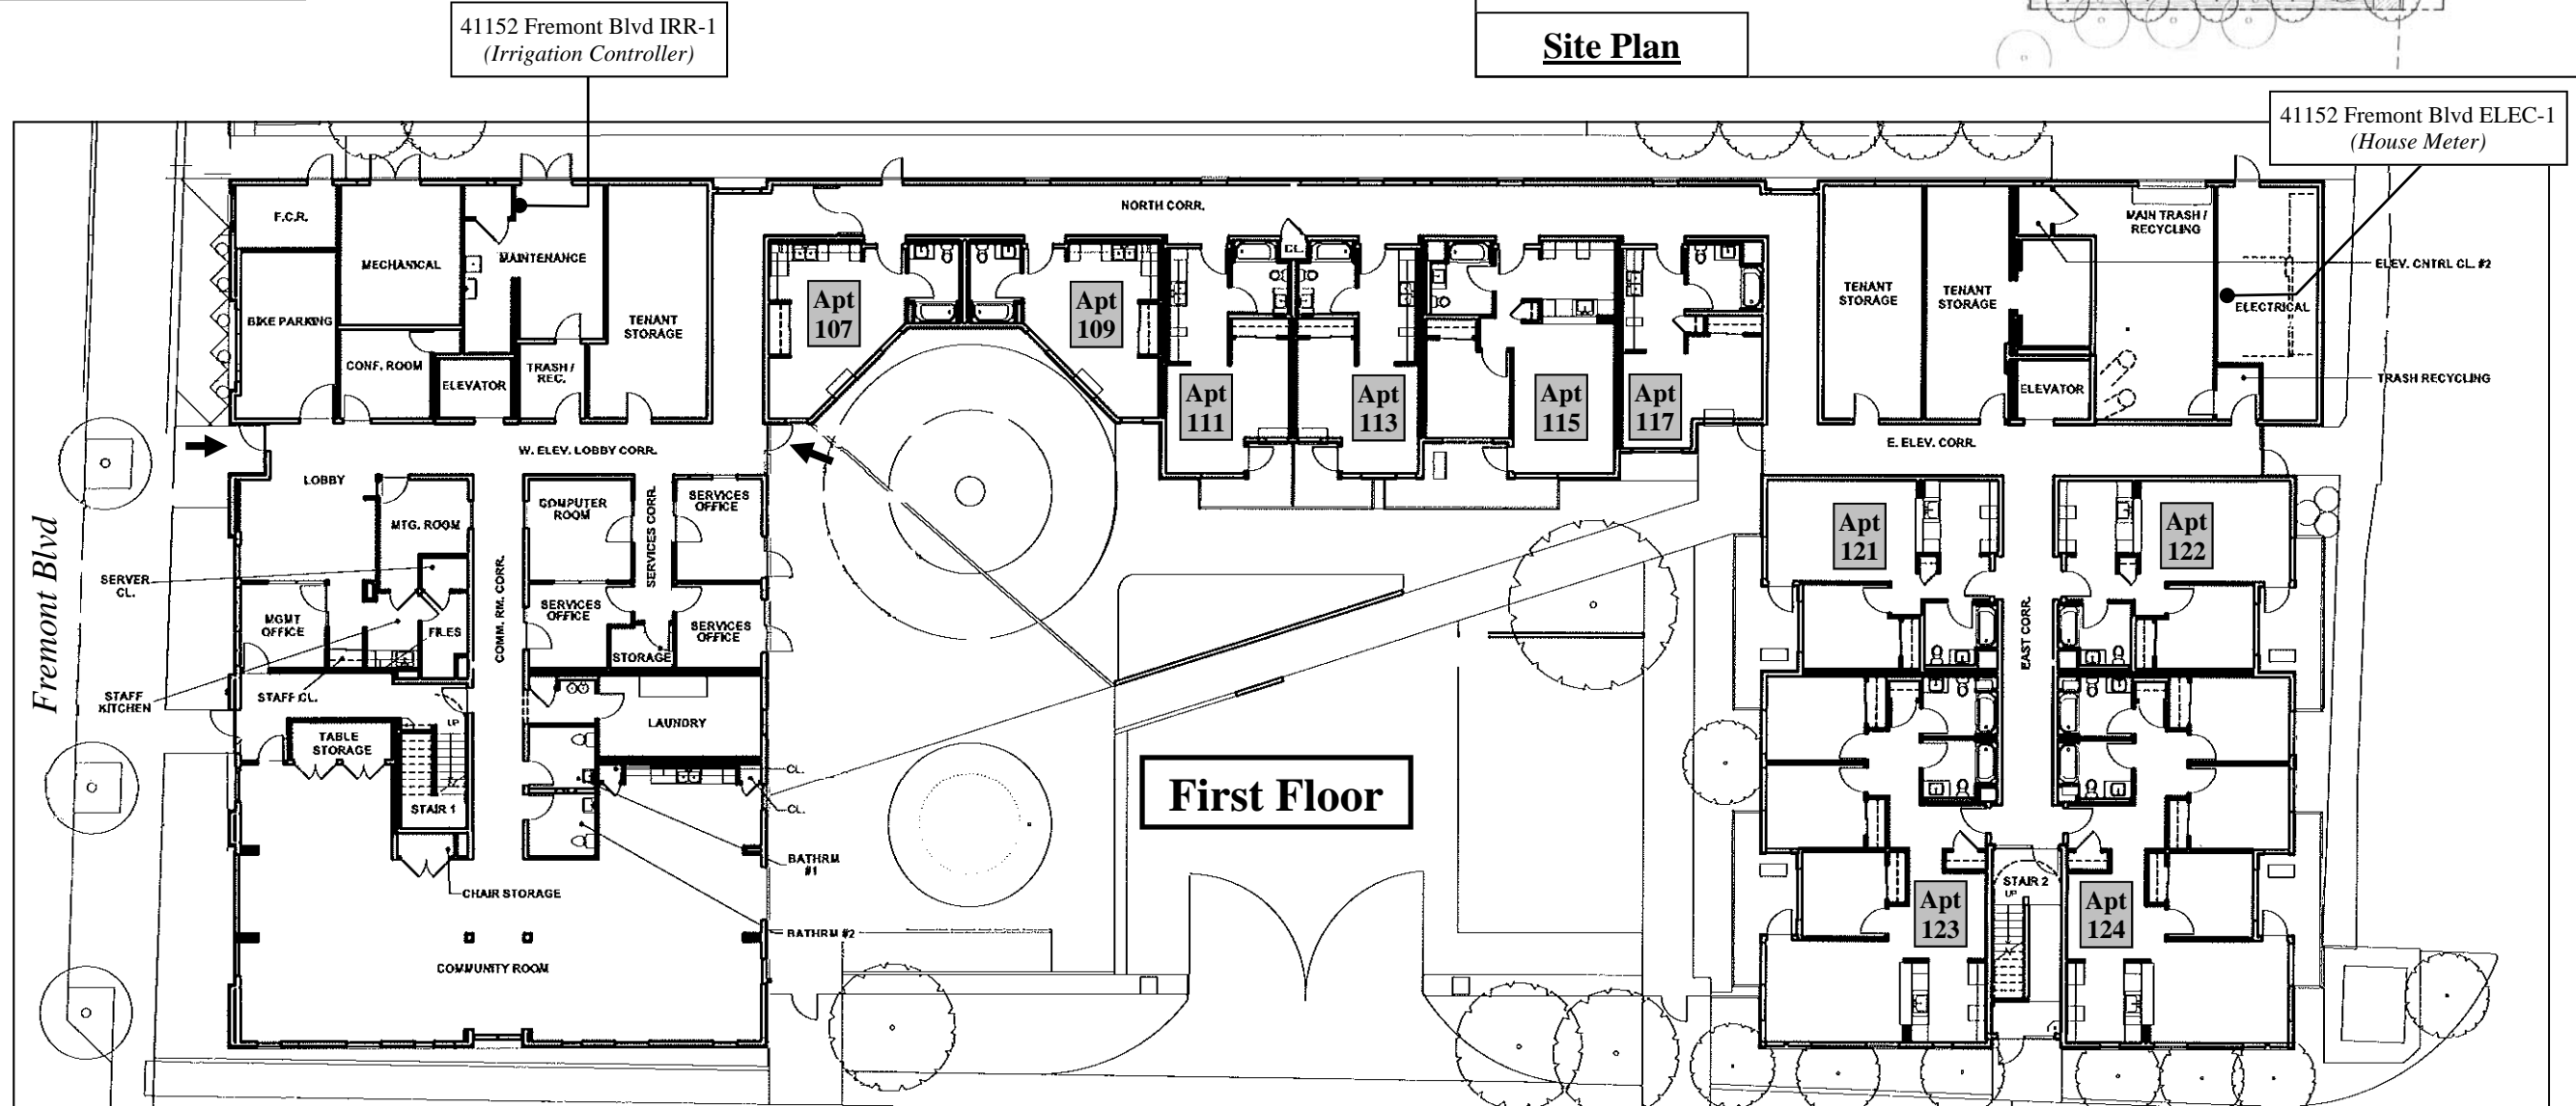 41152 Fremont Blvd IRR-1
(Irrigation Controller)
Site Plan
41152 Fremont Blvd ELEC-1
(House Meter)
NORTH CORR.
F.C.R.
MECHANICAL
MAINTENANCE
BIKE PARKING
TENANT
STORAGE
CONF. ROOM
ELEVATOR
TRASH /
REC.
Apt
107
Apt
109
CL.
Apt
111
Apt
113
Apt
115
Apt
117
TENANT
STORAGE
TENANT
STORAGE
MAIN TRASH /
RECYCLING
ELEV. CNTRL CL. #2
ELECTRICAL
ELEVATOR
TRASH RECYCLING
W. ELEV. LOBBY CORR.
E. ELEV. CORR.
LOBBY
MTG. ROOM
COMPUTER
ROOM
SERVICES CORR.
SERVICES
OFFICE
Fremont Blvd
SERVER
CL.
MGMT
OFFICE
FILES
COMM. RM. CORR.
SERVICES
OFFICE
SERVICES
OFFICE
STORAGE
STAFF
KITCHEN
STAFF CL.
UP
LAUNDRY
TABLE
STORAGE
STAIR 1
CL.
CL.
BATHRM
#1
CHAIR STORAGE
BATHRM #2
COMMUNITY ROOM
First Floor
Apt
121
Apt
122
EAST CORR.
STAIR 2
UP
Apt
123
Apt
124